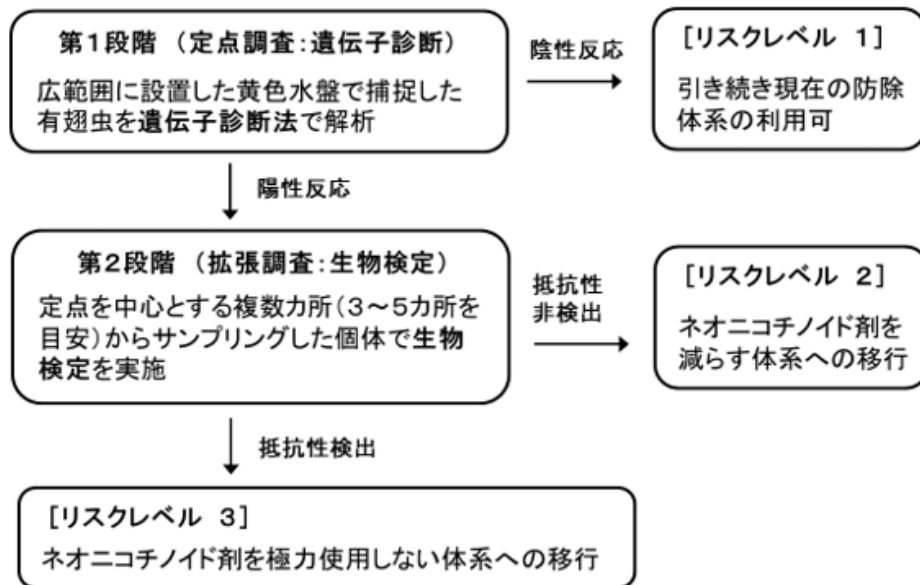 第1段階 （定点調査：遺伝子診断）
広範囲に設置した黄色水盤で捕捉した
有翅虫を遺伝子診断法で解析
陰性反応
［リスクレベル 1］
引き続き現在の防除
体系の利用可
陽性反応
第2段階 （拡張調査：生物検定）
定点を中心とする複数カ所（3～5カ所を
目安）からサンプリングした個体で生物
検定を実施
抵抗性
非検出
［リスクレベル 2］
ネオニコチノイド剤を
減らす体系への移行
抵抗性検出
［リスクレベル 3］
ネオニコチノイド剤を極力使用しない体系への移行